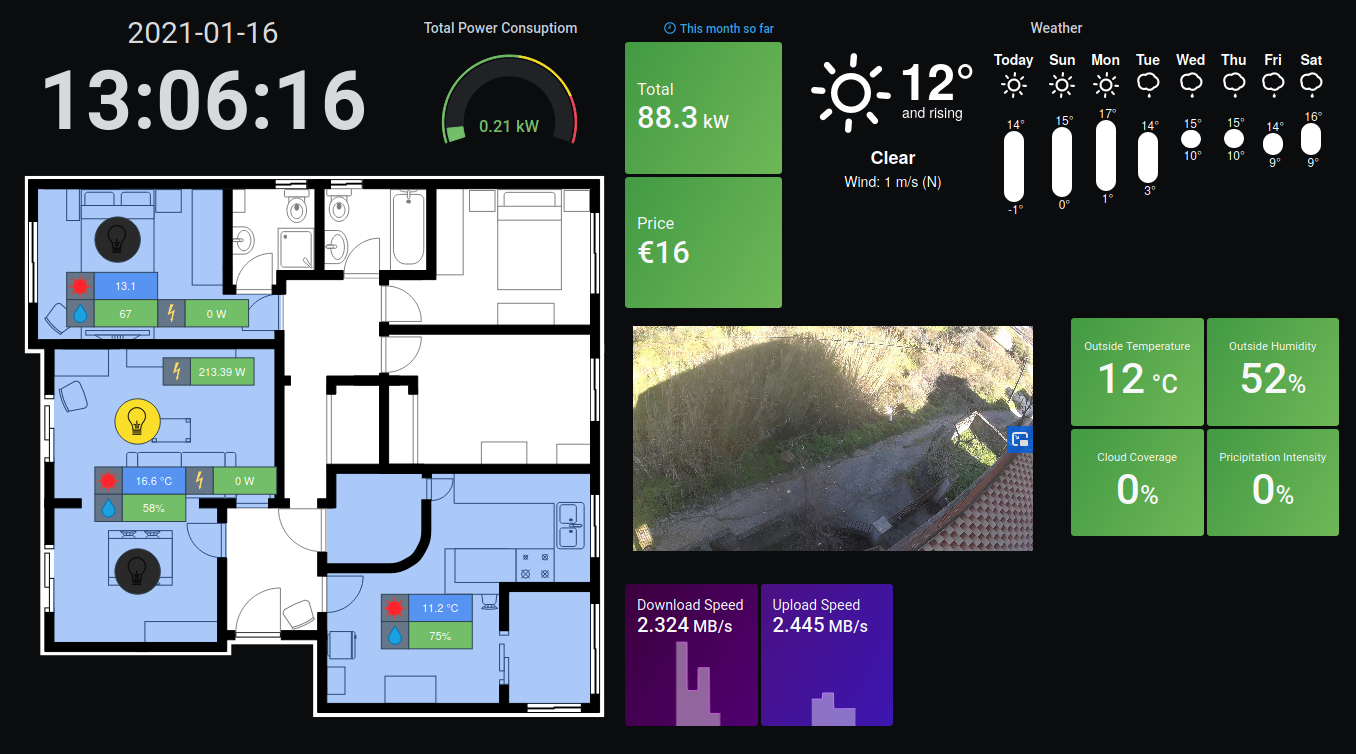 2021-01-16
13:06:16
Total Power Consuptiom
0.21 kW
This month so far
Total
88.3 kW
Price
€16
Weather
12°
and rising
Clear
Wind: 1 m/s (N)
Today Sun Mon Tue Wed Thu Fri Sat
14° 15° 17° 14° 15° 15° 14° 16°
-1° 0° 1° 3° 10° 10° 9° 9°
13.1
67
0 W
213.39 W
16.6 °C
0 W
58%
11.2 °C
75%
Outside Temperature
12 °C
Outside Humidity
52%
Cloud Coverage
0%
Pricipitation Intensity
0%
Download Speed
2.324 MB/s
Upload Speed
2.445 MB/s